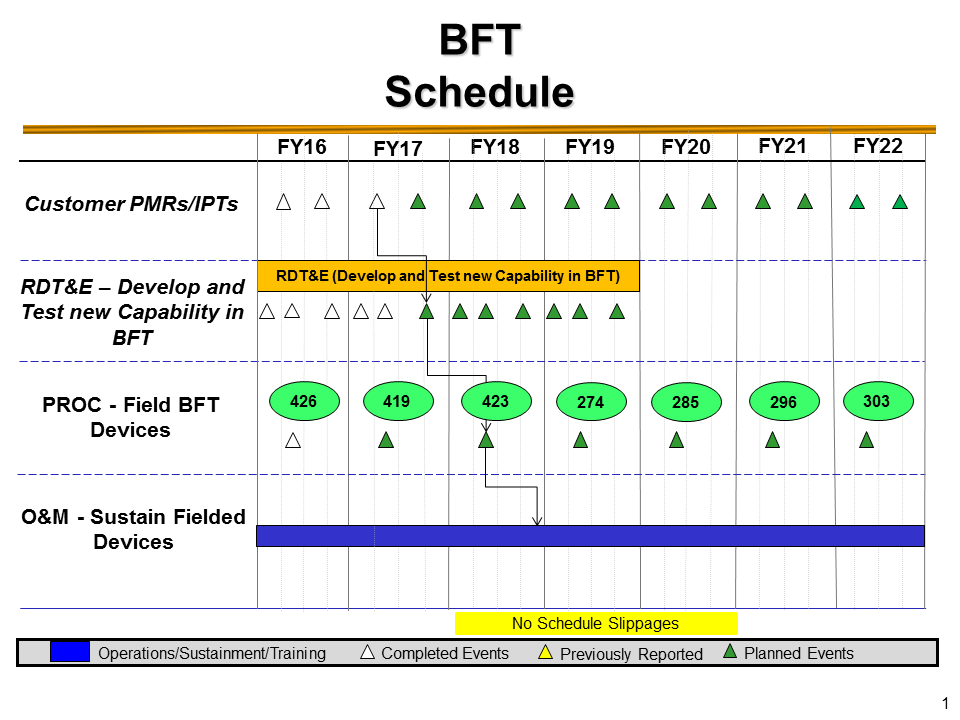 BFT
Schedule
FY16 FY17 FY18 FY19 FY20 FY21 FY22
Customer PMRs/IPTs
RDT&E (Develop and Test new Capability in BFT)
RDT&E – Develop and
Test new Capability in
BFT
PROC - Field BFT
Devices
426 419 423 274 285 296 303
O&M - Sustain Fielded
Devices
No Schedule Slippages
Operations/Sustainment/Training Completed Events Previously Reported Planned Events
1